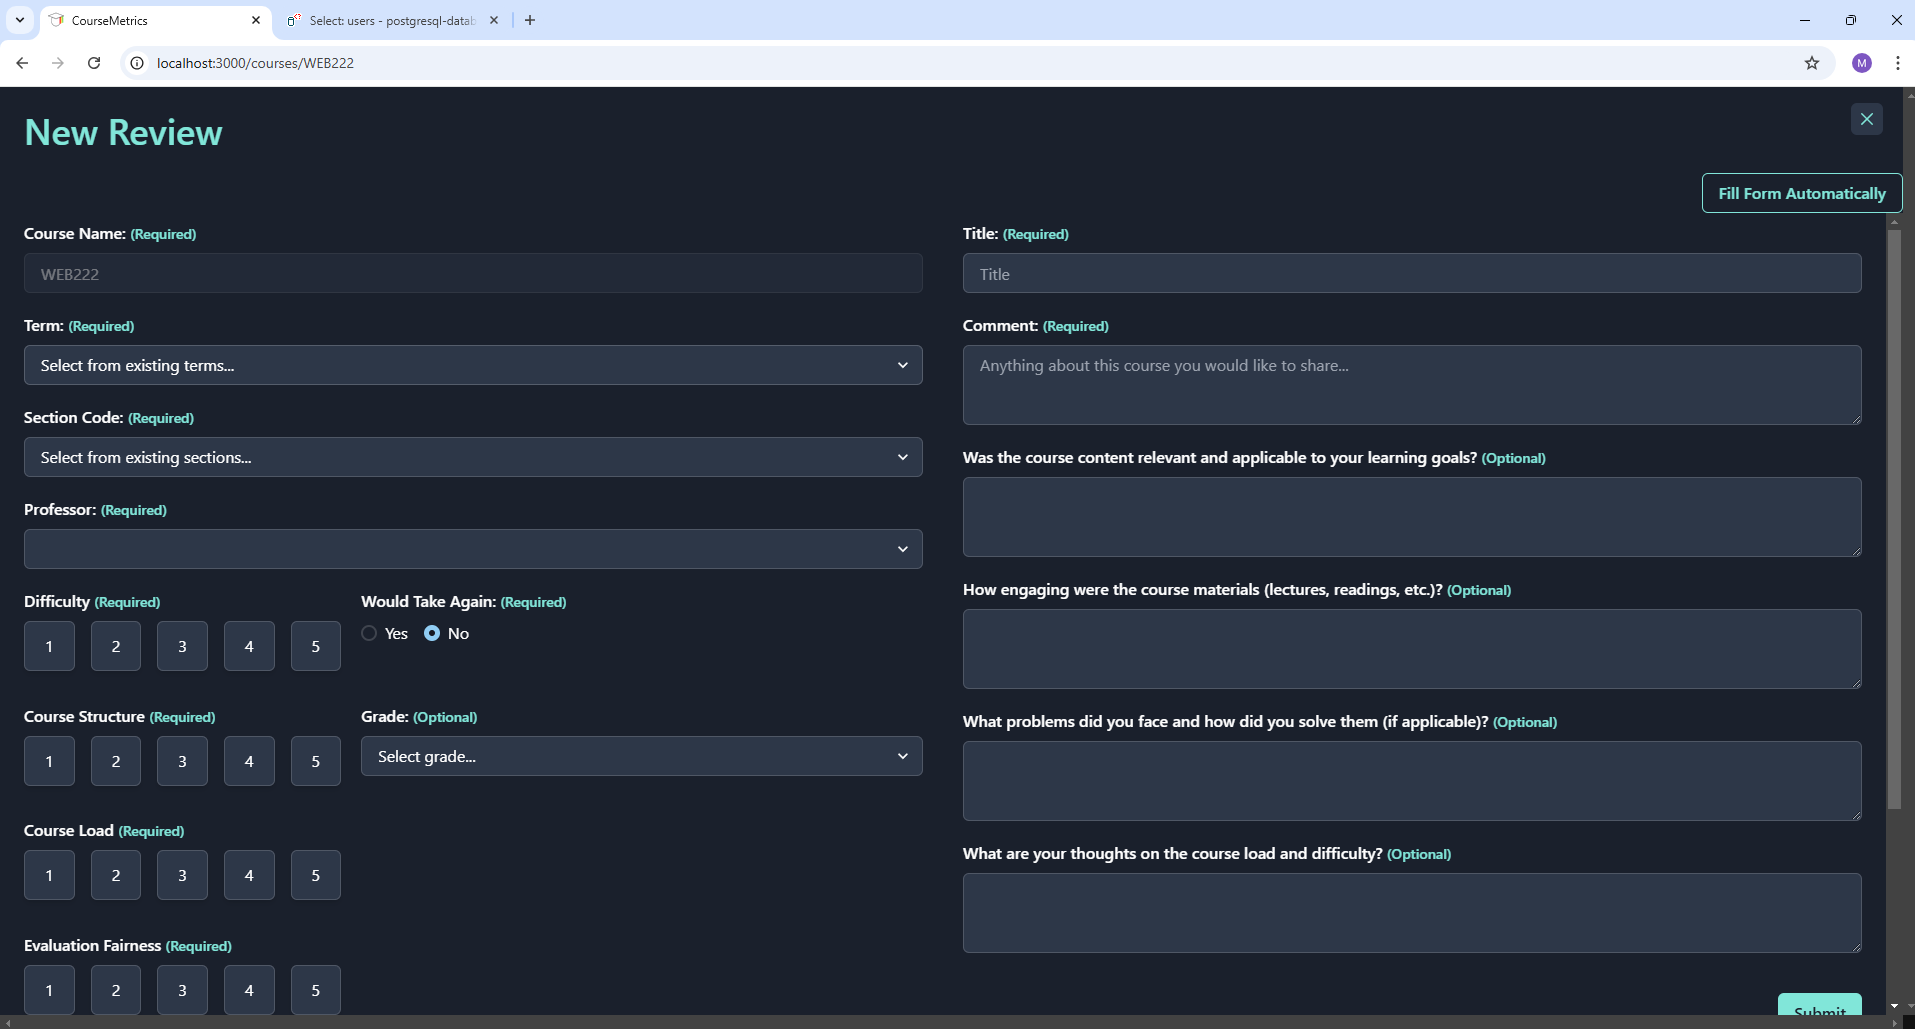 CourseMetrics
Select: users - postgresql-datab
localhost:3000/courses/WEB222
M
New Review
Fill Form Automatically
Course Name: (Required)
WEB222
Term: (Required)
Select from existing terms...
Section Code: (Required)
Select from existing sections...
Professor: (Required)
Difficulty (Required)
1 2 3 4 5
Would Take Again: (Required)
Yes No
Course Structure (Required)
1 2 3 4 5
Grade: (Optional)
Select grade...
Course Load (Required)
1 2 3 4 5
Evaluation Fairness (Required)
1 2 3 4 5
Title: (Required)
Title
Comment: (Required)
Anything about this course you would like to share...
Was the course content relevant and applicable to your learning goals? (Optional)
How engaging were the course materials (lectures, readings, etc.)? (Optional)
What problems did you face and how did you solve them (if applicable)? (Optional)
What are your thoughts on the course load and difficulty? (Optional)
Submit